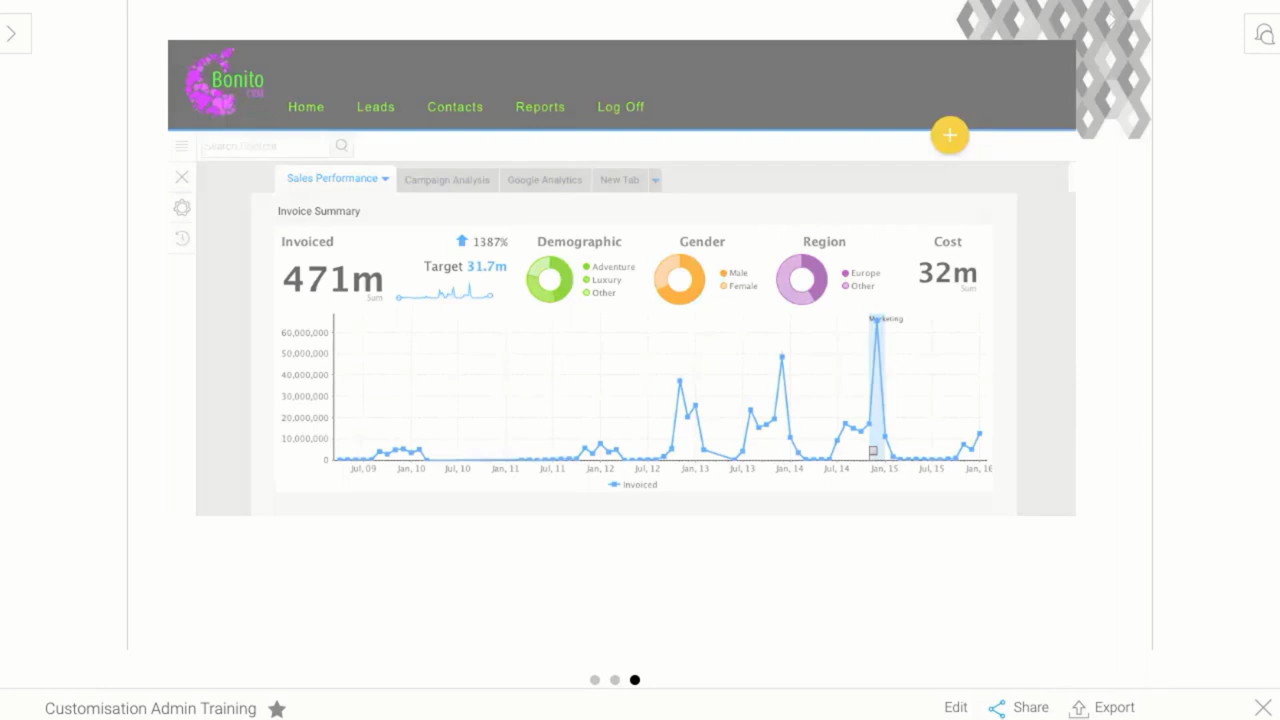 Bonito
CRM
Home Leads Contacts Reports Log Off
+
Search Content
Sales Performance Campaign Analysis Google Analytics New Tab
Invoice Summary
Invoiced 1387% Demographic Gender Region Cost
471m Sum
Target 31.7m
Adventure
Luxury
Other
Male
Female
Europe
Other
32m Sum
Marketing
60,000,000
50,000,000
40,000,000
30,000,000
20,000,000
10,000,000
0
Jul, 09 Jan, 10 Jul, 10 Jan, 11 Jul, 11 Jan, 12 Jul, 12 Jan, 13 Jul, 13 Jan, 14 Jul, 14 Jan, 15 Jul, 15 Jan, 16
Invoiced
Customisation Admin Training Edit Share Export